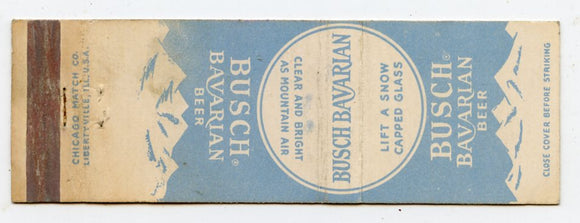 CHICAGO MATCH CO.
LIBERTYVILLE, ILL., U.S.A.
BUSCH®
BAVARIAN
BEER
CLEAR AND BRIGHT
AS MOUNTAIN AIR
BUSCH BAVARIAN
LIFT A SNOW
CAPPED GLASS
BUSCH®
BAVARIAN
BEER
CLOSE COVER BEFORE STRIKING